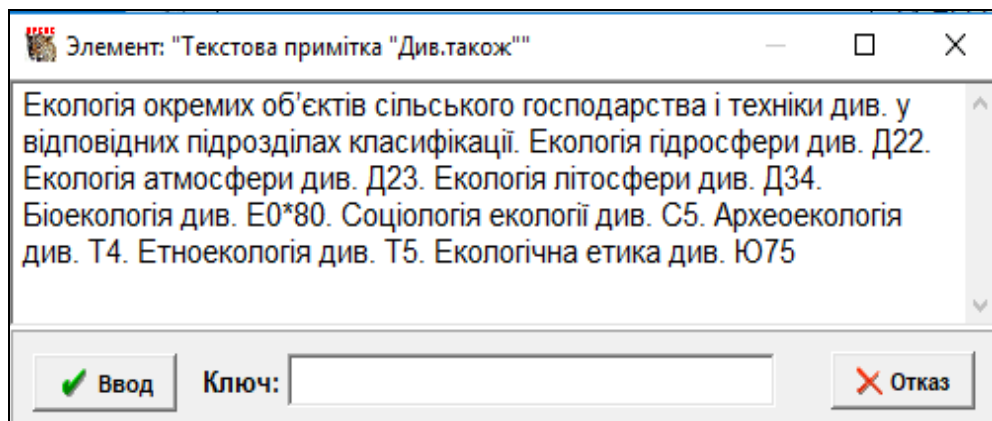 Элемент: "Текстова примітка "Див.також""
Екологія окремих об’єктів сільського господарства і техніки див. у
відповідних підрозділах класифікації. Екологія гідросфери див. Д22.
Екологія атмосфери див. Д23. Екологія літосфери див. Д34.
Біоекологія див. Е0*80. Соціологія екології див. С5. Археоекологія
див. Т4. Етноекологія див. Т5. Екологічна етика див. Ю75
Ввод Ключ: Отказ